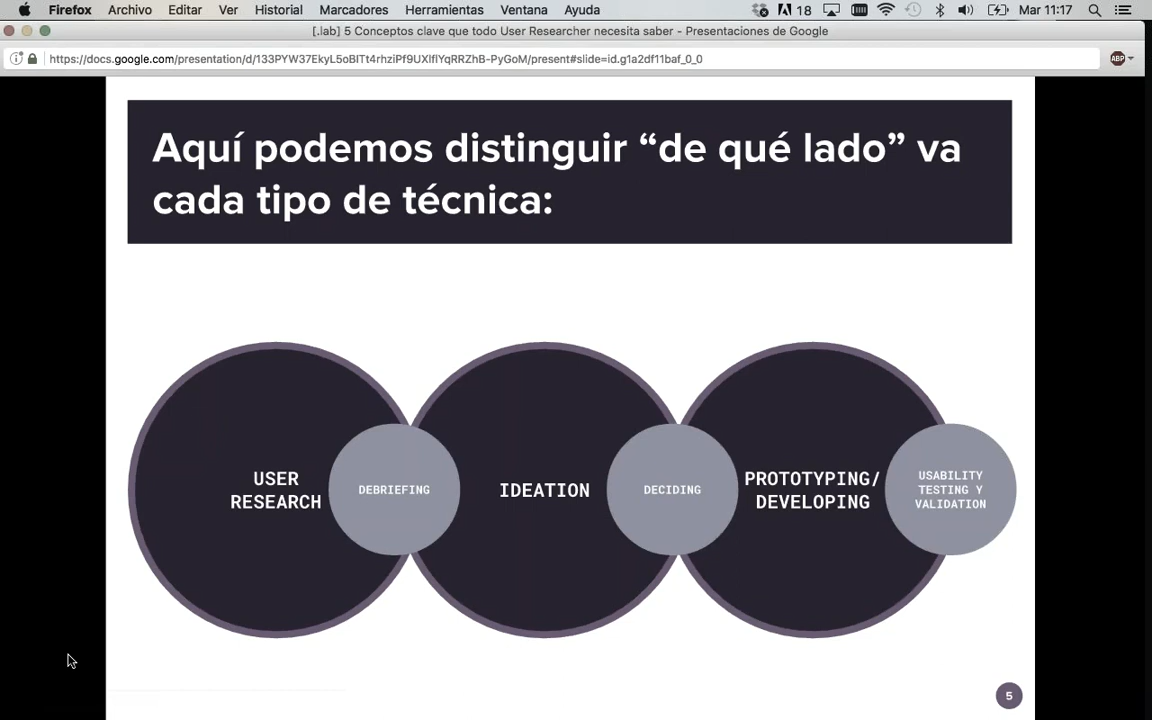 Firefox Archivo Editar Ver Historial Marcadores Herramientas Ventana Ayuda 18 Mar 11:17
[.lab] 5 Conceptos clave que todo User Researcher necesita saber - Presentaciones de Google
https://docs.google.com/presentation/d/133PYW37EkyL5oBITt4rhziPf9UXIflYqRRZhB-PyGoM/present#slide=id.g1a2df11baf_0_0
ABP
Aquí podemos distinguir “de qué lado” va
cada tipo de técnica:
USER
RESEARCH
DEBRIEFING
IDEATION
DECIDING
PROTOTYPING/
DEVELOPING
USABILITY
TESTING Y
VALIDATION
5